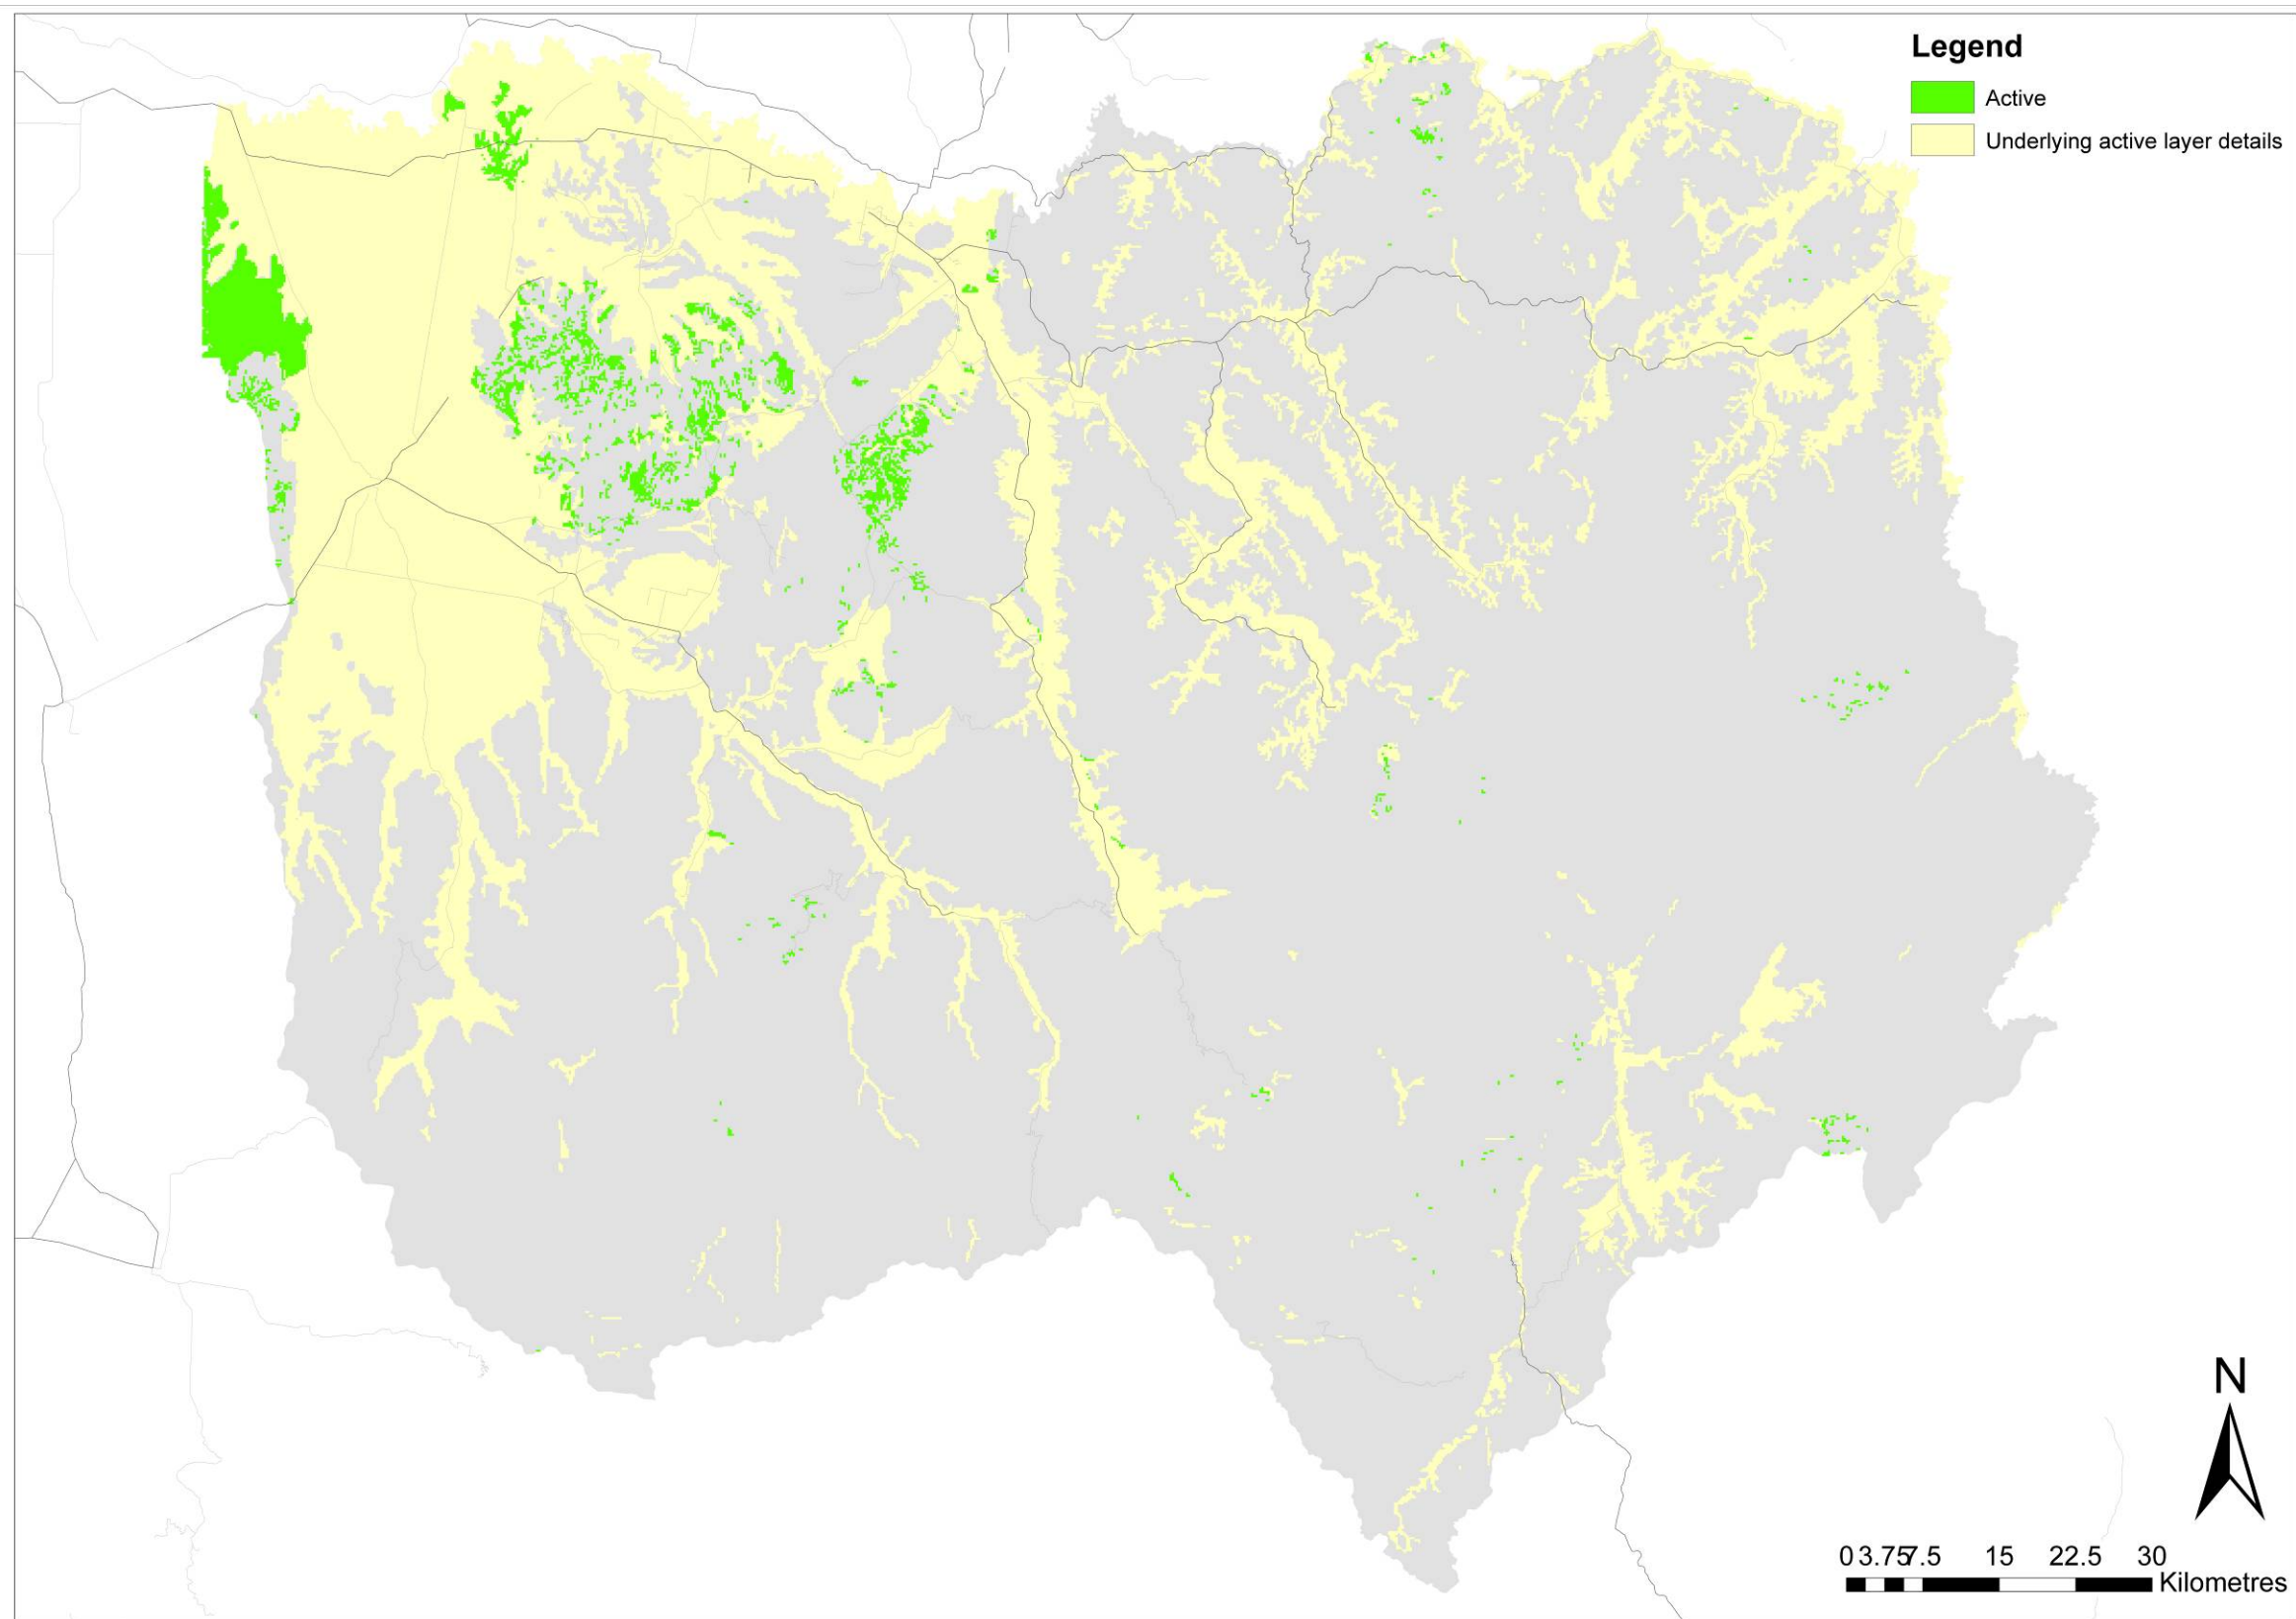 Legend
Active
Underlying active layer details
N
0 3.75 7.5 15 22.5 30
Kilometres